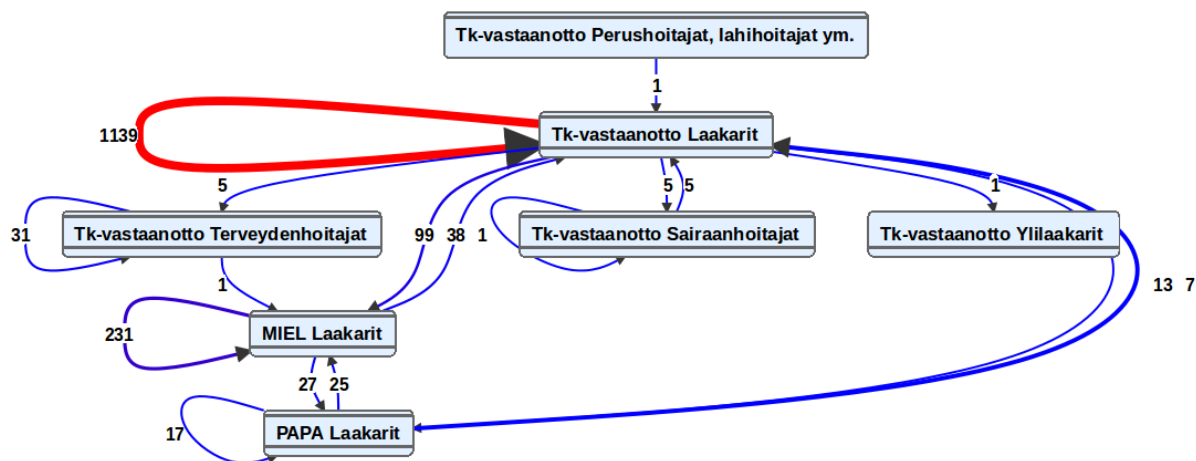 Tk-vastaanotto Perushoitajat, lahihoitajat ym.
1
Tk-vastaanotto Laakarit
1139
5
5
5
1
Tk-vastaanotto Terveydenhoitajat
31
99
38
1
Tk-vastaanotto Sairaanhoitajat
Tk-vastaanotto Ylilaakarit
1
13
7
MIEL Laakarit
231
27
25
PAPA Laakarit
17